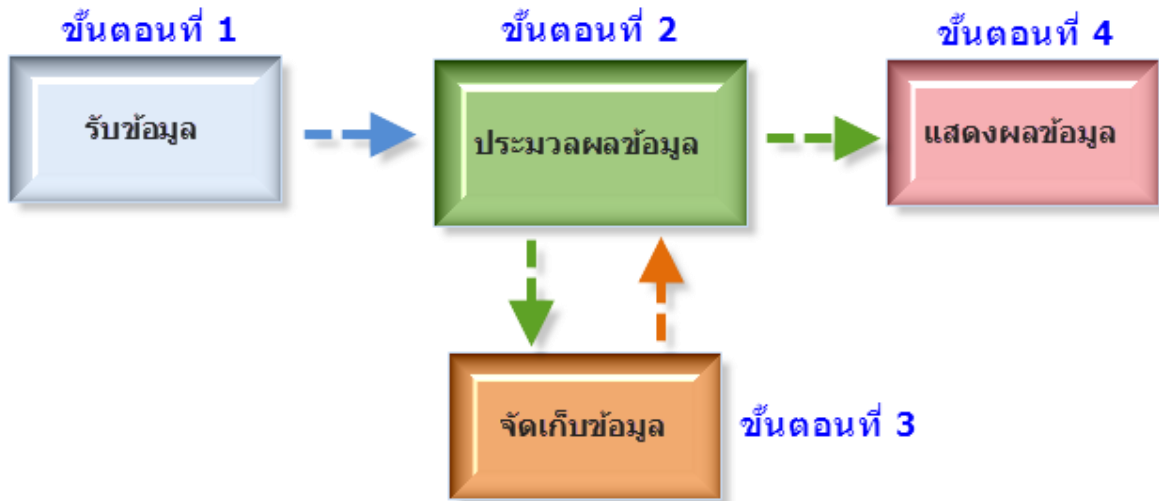 ขั้นตอนที่ 1
รับข้อมูล
ขั้นตอนที่ 2
ประมวลผลข้อมูล
ขั้นตอนที่ 4
แสดงผลข้อมูล
จัดเก็บข้อมูล
ขั้นตอนที่ 3